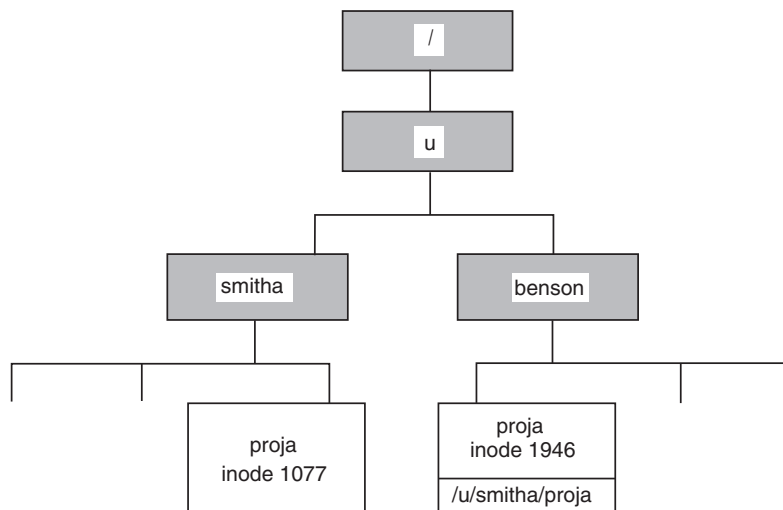 /
u
smitha
benson
proja
inode 1077
proja
inode 1946
/u/smitha/proja